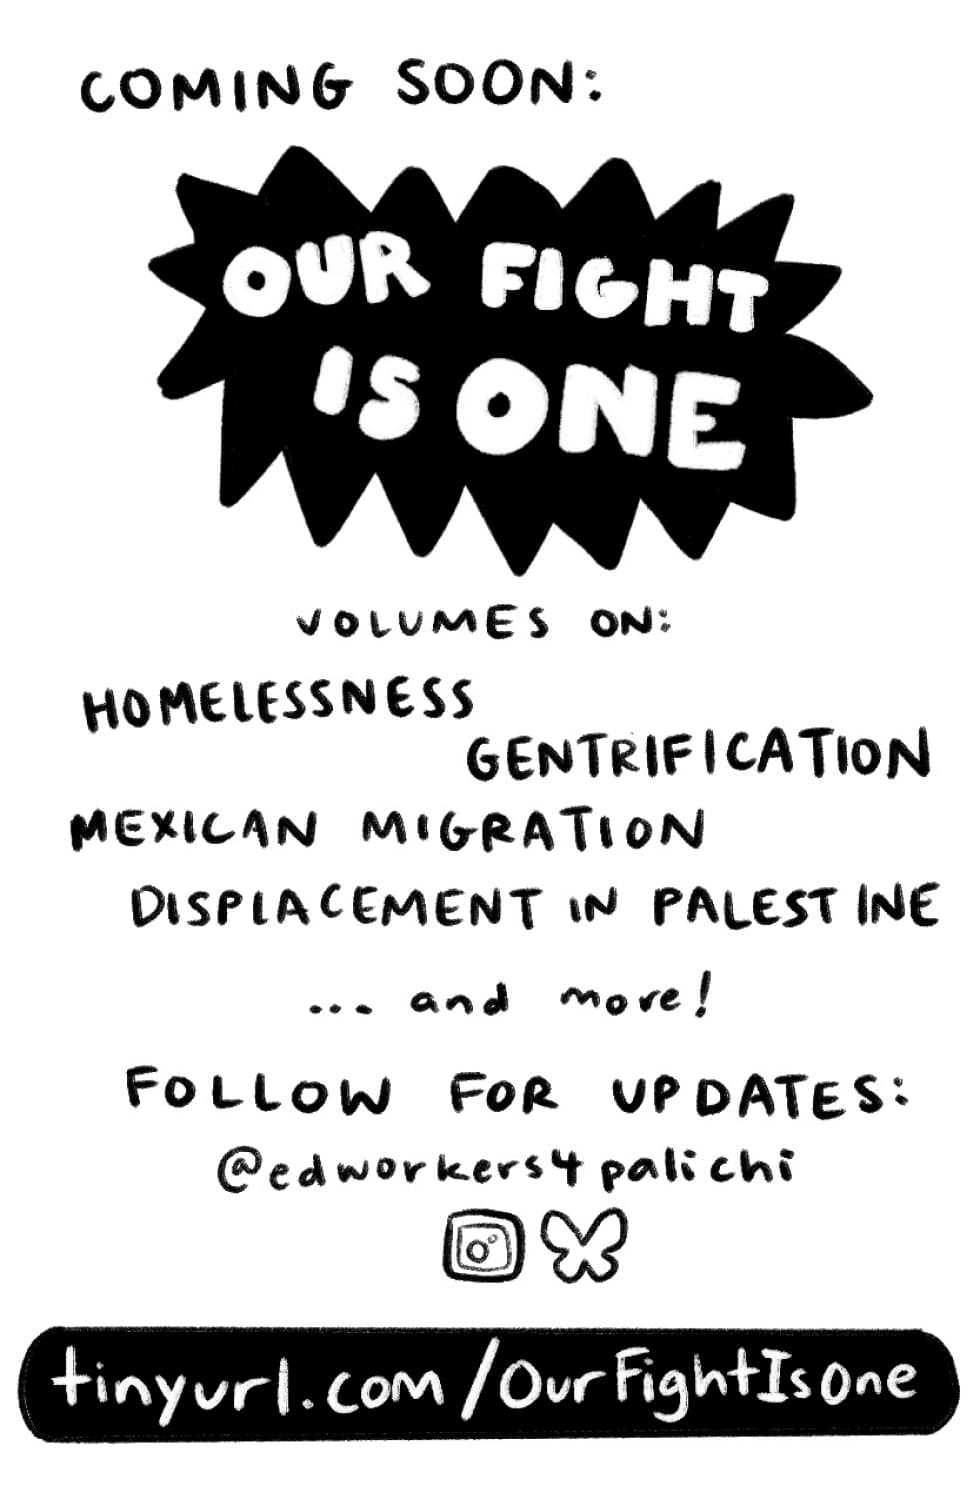 COMING SOON:
OUR FIGHT
IS ONE
VOLUMES ON:
HOMELESSNESS
GENTRIFICATION
MEXICAN MIGRATION
DISPLACEMENT IN PALESTINE
... and more!
FOLLOW FOR UPDATES:
@edworkers4palichi
tinyurl.com/OurFightIsOne